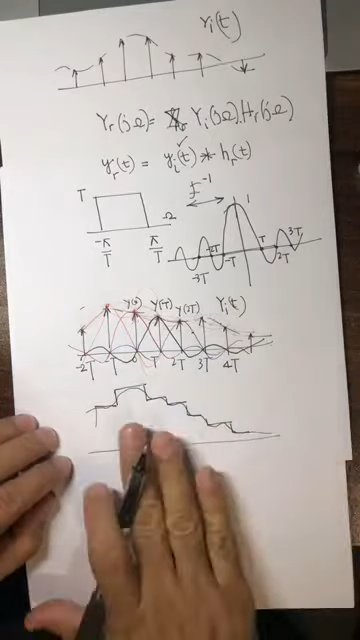 Yi(t)
Yr(jΩ) = Yi(jΩ).Hr(jΩ)
yr(t) = yi(t) * hr(t)
T
-π/T
π/T
Ω
F⁻¹
1
-3T
-2T
-T
T
2T
3T
y(0) y(T) y(2T) Yi(t)
-2T
0
T 2T 3T 4T